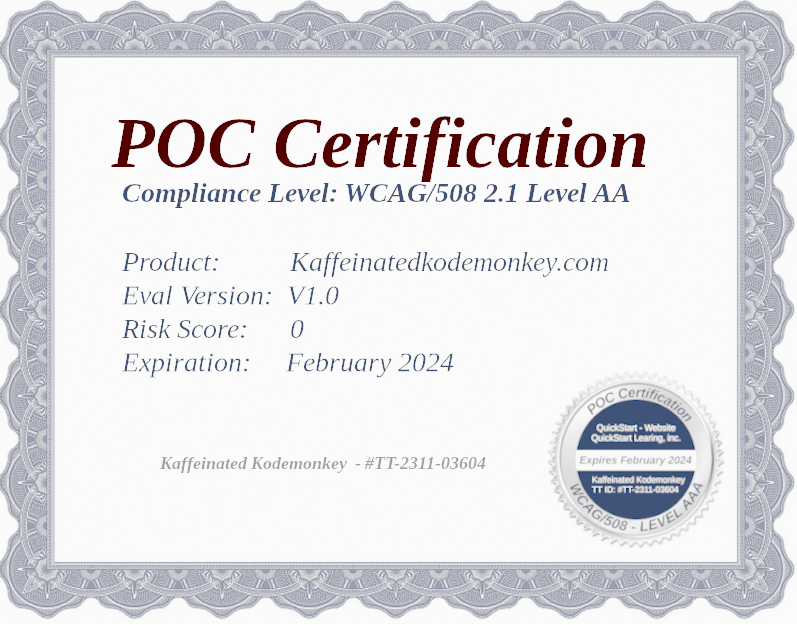 POC Certification
Compliance Level: WCAG/508 2.1 Level AA
Product: Kaffeinatedkodemonkey.com
Eval Version: V1.0
Risk Score: 0
Expiration: February 2024
Kaffeinated Kodemonkey - #TT-2311-03604
POC Certification
QuickStart - Website
QuickStart Learing, inc.
Expires February 2024
Kaffeinated Kodemonkey
TT ID: #TT-2311-03604
WCAG/508 - LEVEL AAA